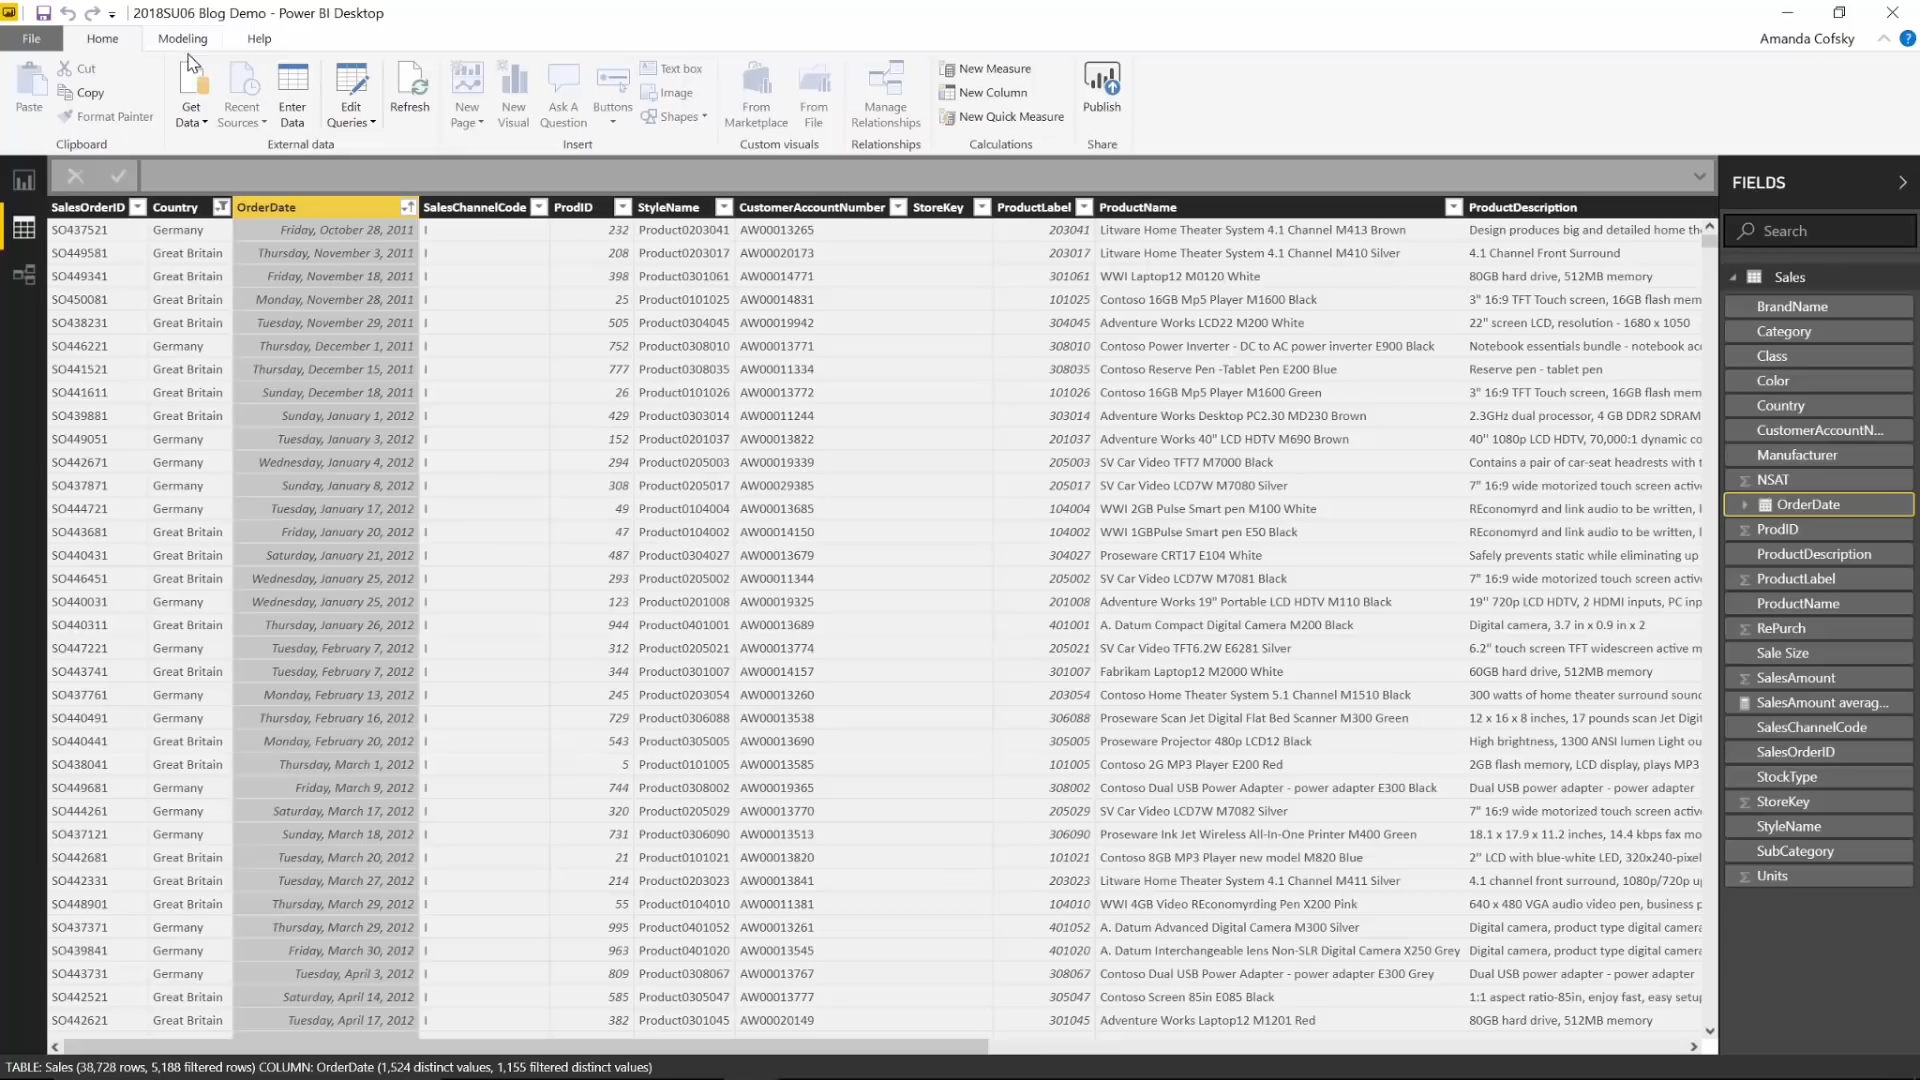 2018SU06 Blog Demo - Power BI Desktop
File Home Modeling Help Amanda Cofsky
Paste Cut Copy Format Painter Clipboard
Get Data Recent Sources Enter Data Edit Queries Refresh External data
New Page New Visual Ask A Question Buttons Text box Image Shapes Insert
From Marketplace From File Custom visuals
Manage Relationships Relationships
New Measure New Column New Quick Measure Calculations
Publish Share
SalesOrderID Country OrderDate SalesChannelCode ProdID StyleName CustomerAccountNumber StoreKey ProductLabel ProductName ProductDescription
SO437521 Germany Friday, October 28, 2011 I 232 Product0203041 AW00013265 203041 Litware Home Theater System 4.1 Channel M413 Brown Design produces big and detailed home the
SO449581 Great Britain Thursday, November 3, 2011 I 208 Product0203017 AW00020173 203017 Litware Home Theater System 4.1 Channel M410 Silver 4.1 Channel Front Surround
SO449341 Great Britain Friday, November 18, 2011 I 398 Product0301061 AW00014771 301061 WWI Laptop12 M0120 White 80GB hard drive, 512MB memory
SO450081 Great Britain Monday, November 28, 2011 I 25 Product0101025 AW00014831 101025 Contoso 16GB Mp5 Player M1600 Black 3" 16:9 TFT Touch screen, 16GB flash mem
SO438231 Great Britain Tuesday, November 29, 2011 I 505 Product0304045 AW00019942 304045 Adventure Works LCD22 M200 White 22" screen LCD, resolution - 1680 x 1050
SO446221 Great Britain Thursday, December 1, 2011 I 752 Product0308010 AW00013771 308010 Contoso Power Inverter - DC to AC power inverter E900 Black Notebook essentials bundle - notebook acc
SO441521 Great Britain Thursday, December 15, 2011 I 777 Product0308035 AW00011334 308035 Contoso Reserve Pen -Tablet Pen E200 Blue Reserve pen - tablet pen
SO441611 Great Britain Sunday, December 18, 2011 I 26 Product0101026 AW00013772 101026 Contoso 16GB Mp5 Player M1600 Green 3" 16:9 TFT Touch screen, 16GB flash mem
SO439881 Great Britain Sunday, January 1, 2012 I 429 Product0303014 AW00011244 303014 Adventure Works Desktop PC2.30 MD230 Brown 2.3GHz dual processor, 4 GB DDR2 SDRAM
SO449051 Germany Tuesday, January 3, 2012 I 152 Product0201037 AW00013822 201037 Adventure Works 40" LCD HDTV M690 Brown 40" 1080p LCD HDTV, 70,000:1 dynamic co
SO442671 Germany Wednesday, January 4, 2012 I 294 Product0205003 AW00019339 205003 SV Car Video TFT7 M7000 Black Contains a pair of car-seat headrests with t
SO437871 Germany Sunday, January 8, 2012 I 308 Product0205017 AW00029385 205017 SV Car Video LCD7W M7080 Silver 7" 16:9 wide motorized touch screen active
SO444721 Germany Tuesday, January 17, 2012 I 49 Product0104004 AW00013685 104004 WWI 2GB Pulse Smart pen M100 White REconomyrd and link audio to be written, l
SO443681 Great Britain Friday, January 20, 2012 I 47 Product0104002 AW00014150 104002 WWI 1GBPulse Smart pen E50 Black REconomyrd and link audio to be written, l
SO440431 Great Britain Saturday, January 21, 2012 I 487 Product0304027 AW00013679 304027 Proseware CRT17 E104 White Safely prevents static while eliminating up
SO446451 Great Britain Wednesday, January 25, 2012 I 293 Product0205002 AW00011344 205002 SV Car Video LCD7W M7081 Black 7" 16:9 wide motorized touch screen active
SO440031 Germany Wednesday, January 25, 2012 I 123 Product0201008 AW00019325 201008 Adventure Works 19" Portable LCD HDTV M110 Black 19" 720p LCD HDTV, 2 HDMI inputs, PC inp
SO440311 Great Britain Thursday, January 26, 2012 I 944 Product0401001 AW00013689 401001 A. Datum Compact Digital Camera M200 Black Digital camera, 3.7 in x 0.9 in x 2
SO447221 Germany Tuesday, February 7, 2012 I 312 Product0205021 AW00013774 205021 SV Car Video TFT6.2W E6281 Silver 6.2" touch screen TFT widescreen active m
SO443741 Great Britain Tuesday, February 7, 2012 I 344 Product0301007 AW00014157 301007 Fabrikam Laptop12 M2000 White 60GB hard drive, 512MB memory
SO437761 Germany Monday, February 13, 2012 I 245 Product0203054 AW00013260 203054 Contoso Home Theater System 5.1 Channel M1510 Black 300 watts of home theater surround sound
SO440491 Germany Thursday, February 16, 2012 I 729 Product0306088 AW00013538 306088 Proseware Scan Jet Digital Flat Bed Scanner M300 Green 12 x 16 x 8 inches, 17 pounds scan Jet Digit
SO440441 Great Britain Monday, February 20, 2012 I 543 Product0305005 AW00013690 305005 Proseware Projector 480p LCD12 Black High brightness, 1300 ANSI lumen Light ou
SO438041 Great Britain Thursday, March 1, 2012 I 5 Product0101005 AW00013585 101005 Contoso 2G MP3 Player E200 Red 2GB flash memory, LCD display, plays MP3
SO449681 Germany Friday, March 9, 2012 I 744 Product0308002 AW00019365 308002 Contoso Dual USB Power Adapter - power adapter E300 Black Dual USB power adapter - power adapter
SO444261 Germany Saturday, March 17, 2012 I 320 Product0205029 AW00013770 205029 SV Car Video LCD7W M7082 Silver 7" 16:9 wide motorized touch screen active
SO437121 Germany Sunday, March 18, 2012 I 731 Product0306090 AW00013513 306090 Proseware Ink Jet Wireless All-In-One Printer M400 Green 18.1 x 17.9 x 11.2 inches, 14.4 kbps fax mo
SO442681 Great Britain Tuesday, March 20, 2012 I 21 Product0101021 AW00013820 101021 Contoso 8GB MP3 Player new model M820 Blue 2" LCD with blue-white LED, 320x240-pixel
SO442331 Great Britain Tuesday, March 27, 2012 I 214 Product0203023 AW00013841 203023 Litware Home Theater System 4.1 Channel M411 Silver 4.1 channel front surround, 1080p/720p up
SO448901 Great Britain Thursday, March 29, 2012 I 55 Product0104010 AW00011381 104010 WWI 4GB Video REconomyrding Pen X200 Pink 640 x 480 VGA audio video pen, business p
SO437371 Germany Thursday, March 29, 2012 I 995 Product0401052 AW00013261 401052 A. Datum Advanced Digital Camera M300 Silver Digital camera, product type digital camera
SO439841 Germany Friday, March 30, 2012 I 963 Product0401020 AW00013545 401020 A. Datum Interchangeable lens Non-SLR Digital Camera X250 Grey Digital camera, product type digital camera
SO443731 Germany Tuesday, April 3, 2012 I 809 Product0308067 AW00013767 308067 Contoso Dual USB Power Adapter - power adapter E300 Grey Dual USB power adapter - power adapter
SO442521 Great Britain Saturday, April 14, 2012 I 585 Product0305047 AW00013777 305047 Contoso Screen 85in E085 Black 1:1 aspect ratio-85in, enjoy fast, easy setup
SO442621 Great Britain Tuesday, April 17, 2012 I 382 Product0301045 AW00020149 301045 Adventure Works Laptop12 M1201 Red 80GB hard drive, 512MB memory
FIELDS
Search
Sales
BrandName
Category
Class
Color
Country
CustomerAccountN...
Manufacturer
NSAT
OrderDate
ProdID
ProductDescription
ProductLabel
ProductName
RePurch
Sale Size
SalesAmount
SalesAmount averag...
SalesChannelCode
SalesOrderID
StockType
StoreKey
StyleName
SubCategory
Units
TABLE: Sales (38,728 rows, 5,188 filtered rows) COLUMN: OrderDate (1,524 distinct values, 1,155 filtered distinct values)